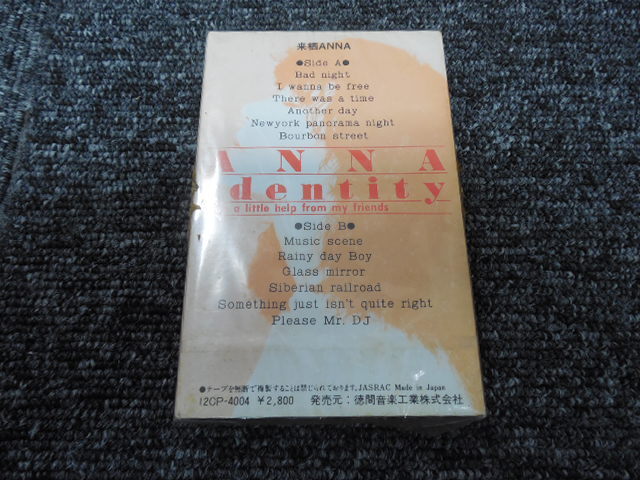 来栖ANNA
●Side A●
Bad night
I wanna be free
There was a time
Another day
Newyork panorama night
Bourbon street
ANNA
dentity
a little help from my friends
●Side B●
Music scene
Rainy day Boy
Glass mirror
Siberian railroad
Something just isn't quite right
Please Mr. DJ
●テープを無断で複製することは禁じられております。JASRAC Made in Japan
12CP-4004 ¥2,800 発売元：徳間音楽工業株式会社